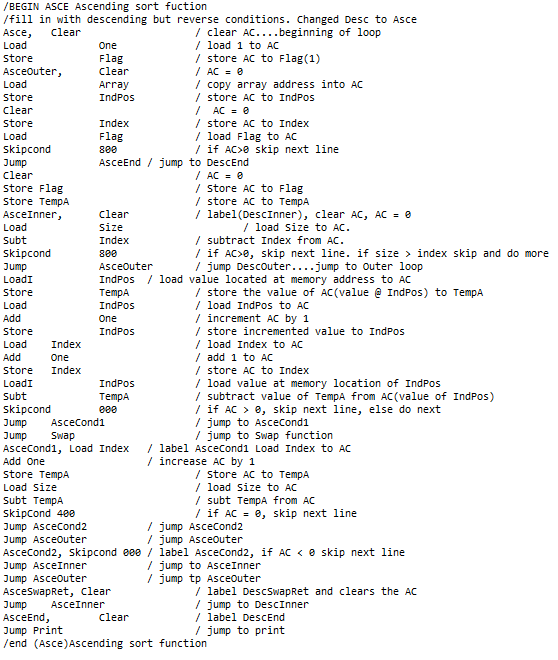 /BEGIN ASCE Ascending sort fuction
/fill in with descending but reverse conditions. Changed Desc to Asce
Asce, Clear / clear AC....beginning of loop
Load One / load 1 to AC
Store Flag / store AC to Flag(1)
AsceOuter, Clear / AC = 0
Load Array / copy array address into AC
Store IndPos / store AC to IndPos
Clear / AC = 0
Store Index / store AC to Index
Load Flag / load Flag to AC
Skipcond 800 / if AC>0 skip next line
Jump AsceEnd / jump to DescEnd
Clear / AC = 0
Store Flag / Store AC to Flag
Store TempA / store AC to TempA
AsceInner, Clear / label(DescInner), clear AC, AC = 0
Load Size / load Size to AC.
Subt Index / subtract Index from AC.
Skipcond 800 / if AC>0, skip next line. if size > index skip and do more
Jump AsceOuter / jump DescOuter....jump to Outer loop
LoadI IndPos / load value located at memory address to AC
Store TempA / store the value of AC(value @ IndPos) to TempA
Load IndPos / load IndPos to AC
Add One / increment AC by 1
Store IndPos / store incremented value to IndPos
Load Index / load Index to AC
Add One / add 1 to AC
Store Index / store AC to Index
LoadI IndPos / load value at memory location of IndPos
Subt TempA / subtract value of TempA from AC(value of IndPos)
Skipcond 000 / if AC > 0, skip next line, else do next
Jump AsceCond1 / jump to AsceCond1
Jump Swap / jump to Swap function
AsceCond1, Load Index / label AsceCond1 Load Index to AC
Add One / increase AC by 1
Store TempA / Store AC to TempA
Load Size / load Size to AC
Subt TempA / subt TempA from AC
SkipCond 400 / if AC = 0, skip next line
Jump AsceCond2 / jump AsceCond2
Jump AsceOuter / jump AsceOuter
AsceCond2, Skipcond 000 / label AsceCond2, if AC < 0 skip next line
Jump AsceInner / jump to AsceInner
Jump AsceOuter / jump tp AsceOuter
AsceSwapRet, Clear / label DescSwapRet and clears the AC
Jump AsceInner / jump to DescInner
AsceEnd, Clear / label DescEnd
Jump Print / jump to print
/end (Asce)Ascending sort function